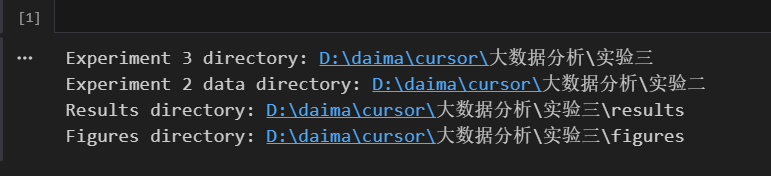 [1]
... Experiment 3 directory: D:\daima\cursor\大数据分析\实验三
Experiment 2 data directory: D:\daima\cursor\大数据分析\实验二
Results directory: D:\daima\cursor\大数据分析\实验三\results
Figures directory: D:\daima\cursor\大数据分析\实验三\figures